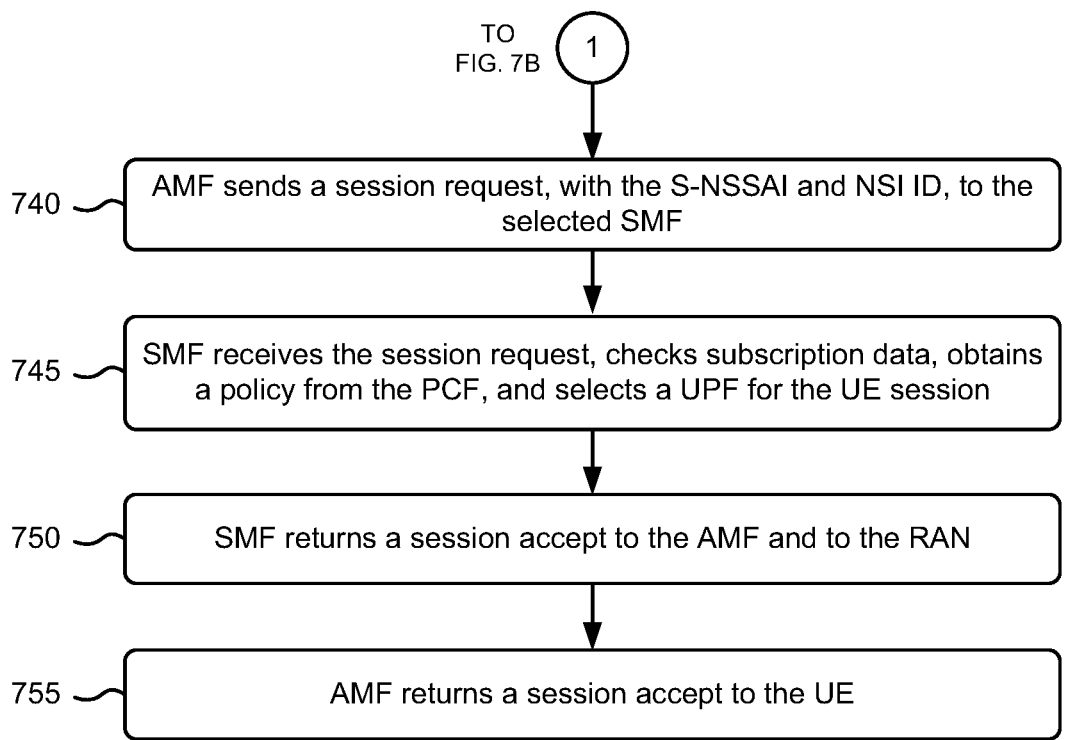 TO
FIG. 7B
1
740
AMF sends a session request, with the S-NSSAI and NSI ID, to the
selected SMF
745
SMF receives the session request, checks subscription data, obtains
a policy from the PCF, and selects a UPF for the UE session
750
SMF returns a session accept to the AMF and to the RAN
755
AMF returns a session accept to the UE